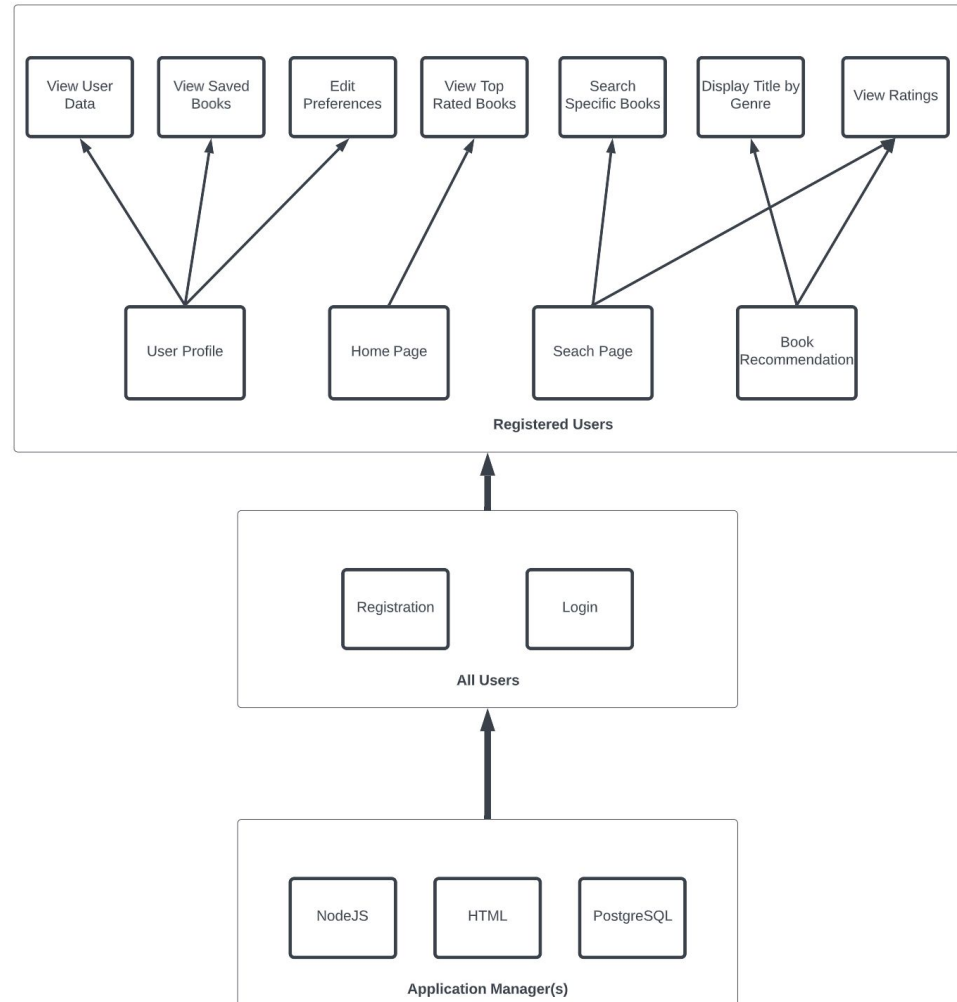 View User
Data
View Saved
Books
Edit
Preferences
View Top
Rated Books
Search
Specific Books
Display Title by
Genre
View Ratings
User Profile
Home Page
Seach Page
Book
Recommendation
Registered Users
Registration
Login
All Users
NodeJS
HTML
PostgreSQL
Application Manager(s)